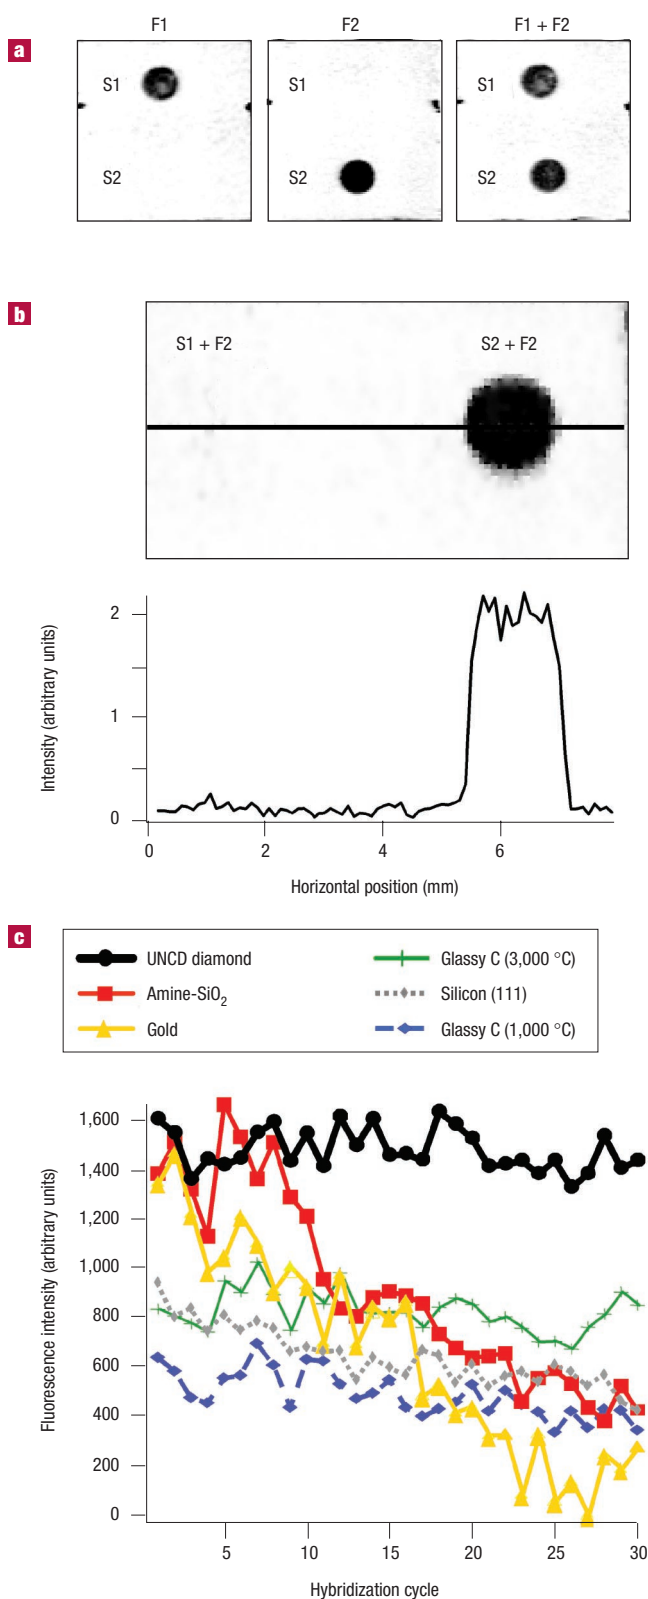 a
F1 F2 F1 + F2
S1 S1 S1
S2 S2 S2
b
S1 + F2 S2 + F2
Intensity (arbitrary units)
2
1
0
0 2 4 6
Horizontal position (mm)
c
UNCD diamond Glassy C (3,000 °C)
Amine-SiO₂ Silicon (111)
Gold Glassy C (1,000 °C)
Fluorescence intensity (arbitrary units)
1,600
1,400
1,200
1,000
800
600
400
200
0
5 10 15 20 25 30
Hybridization cycle